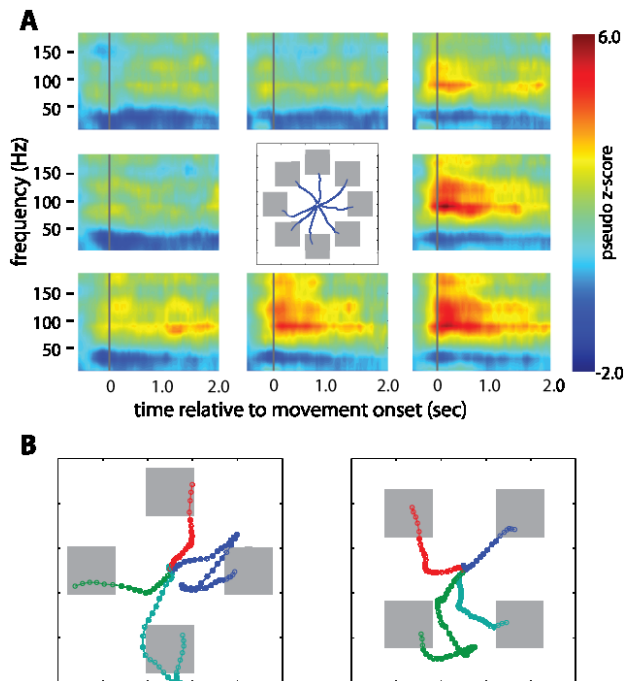 A
6.0
150
100
50
frequency (Hz)
150
100
50
pseudo z-score
150
100
50
-2.0
0 1.0 2.0 0 1.0 2.0 0 1.0 2.0
time relative to movement onset (sec)
B